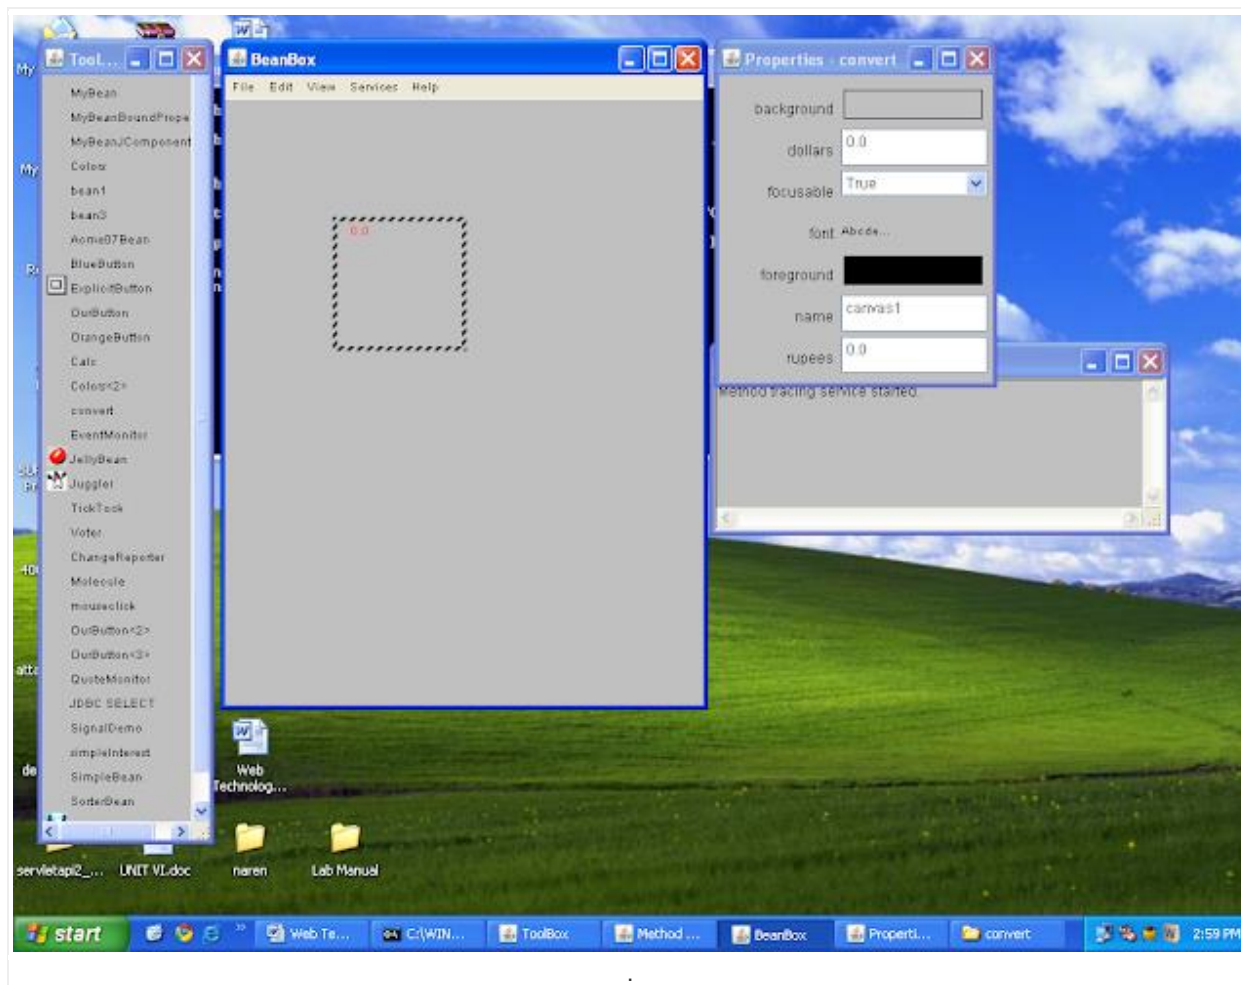 Tool...
MyBean
MyBeanBoundPrope
MyBeanJComponent
Colors
bean1
bean3
Acme07Bean
BlueButton
ExplicitButton
OurButton
OrangeButton
Calc
Colors<2>
convert
EventMonitor
JellyBean
Juggler
TickTock
Voter
ChangeReporter
Molecule
mouseclick
OurButton<2>
OurButton<3>
QuoteMonitor
JDBC SELECT
SignalDemo
simpleInterest
SimpleBean
SorterBean
BeanBox
File Edit View Services Help
0.0
Properties - convert
background
dollars 0.0
focusable True
font Abcde...
foreground
name canvas1
rupees 0.0
Method tracing service started.
My
My
atta
de
Web
Technolog...
servletapi2_... UNIT VI.doc naren Lab Manual
start Web Te... C:\WIN... ToolBox Method ... BeanBox Properti... convert 2:59 PM
.